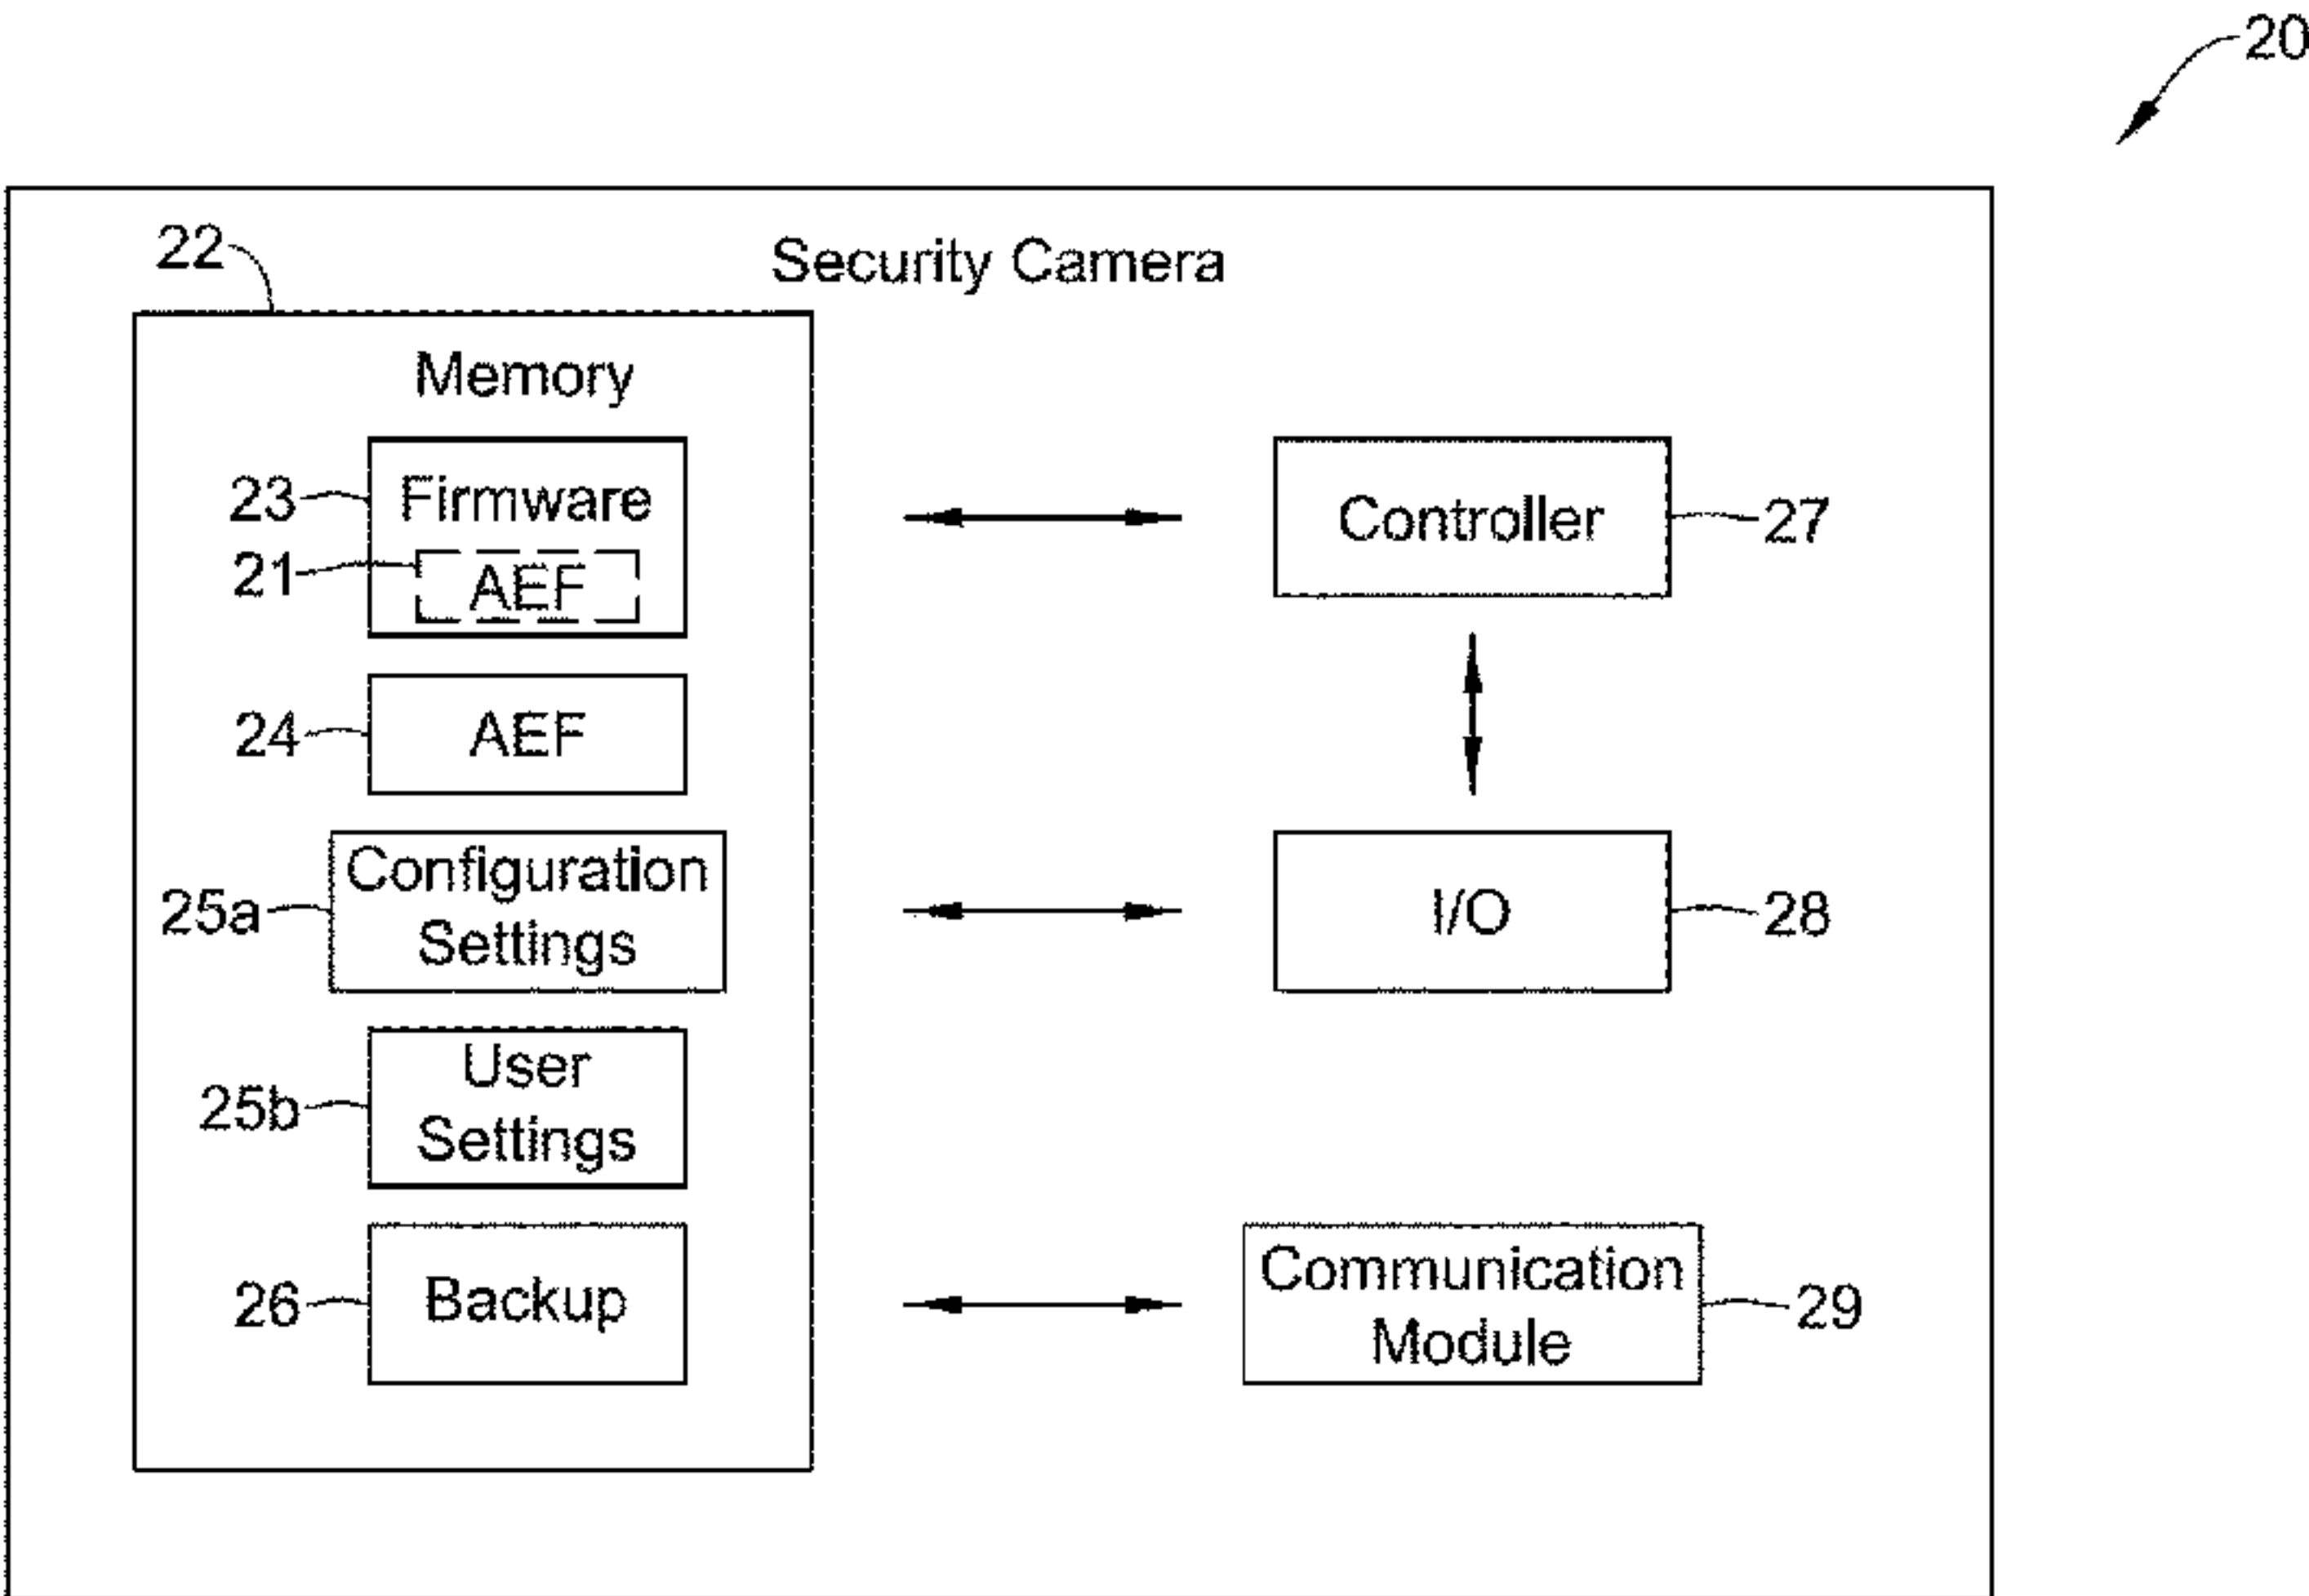 20
22
Security Camera
Memory
23
Firmware
21
AEF
Controller
27
24
AEF
25a
Configuration
Settings
I/O
28
25b
User
Settings
26
Backup
Communication
Module
29